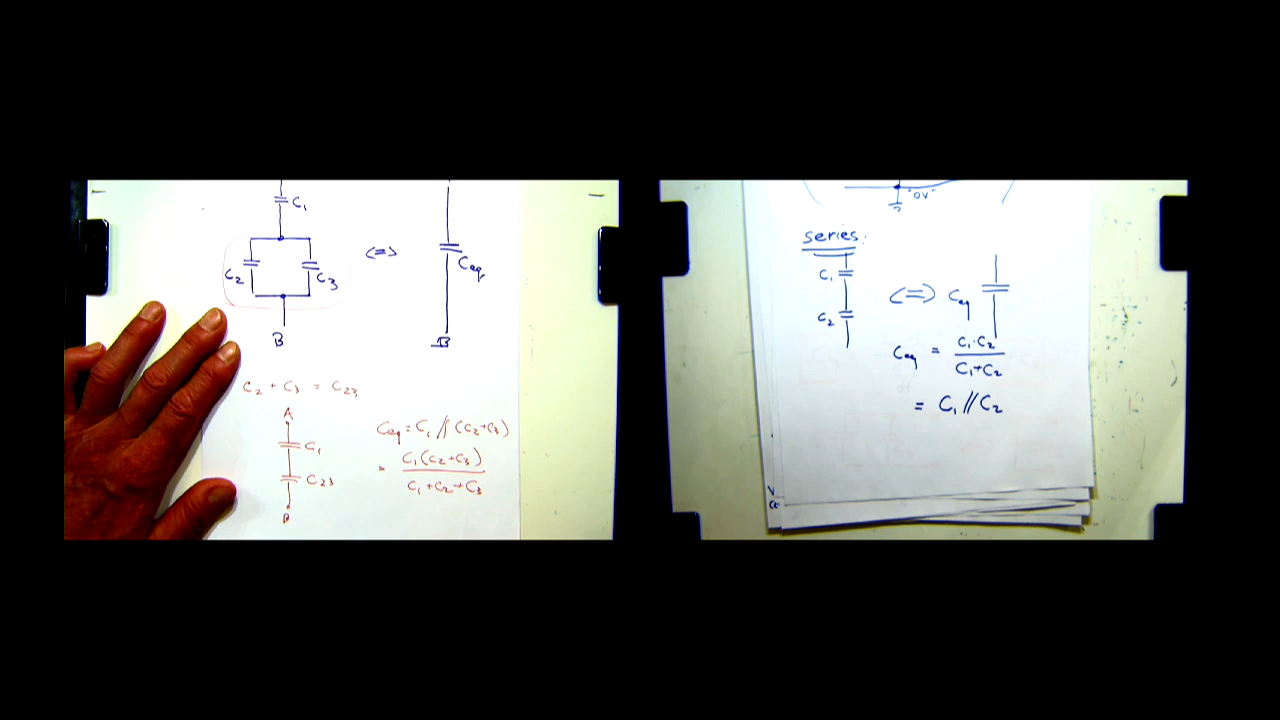 C₁
C₂ C₃
<=>
Ceq
B
B
C₂ + C₃ = C₂₃
A
C₁
C₂₃
B
Ceq = C₁ // (C₂+C₃)
= C₁(C₂+C₃) / C₁+C₂+C₃
"0V"
series:
C₁
C₂
<=> Ceq
Ceq = C₁·C₂ / C₁+C₂
= C₁ // C₂